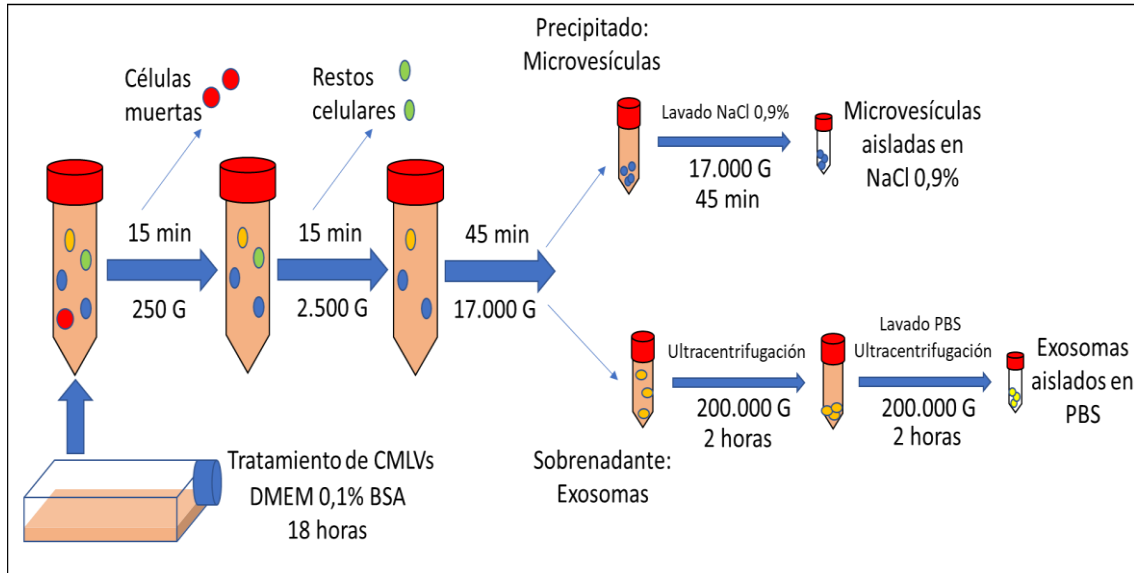 Células
muertas
Restos
celulares
Precipitado:
Microvesículas
15 min
250 G
15 min
2.500 G
45 min
17.000 G
Lavado NaCl 0,9%
17.000 G
45 min
Microvesículas
aisladas en
NaCl 0,9%
Ultracentrifugación
200.000 G
2 horas
Lavado PBS
Ultracentrifugación
200.000 G
2 horas
Exosomas
aislados en
PBS
Sobrenadante:
Exosomas
Tratamiento de CMLVs
DMEM 0,1% BSA
18 horas